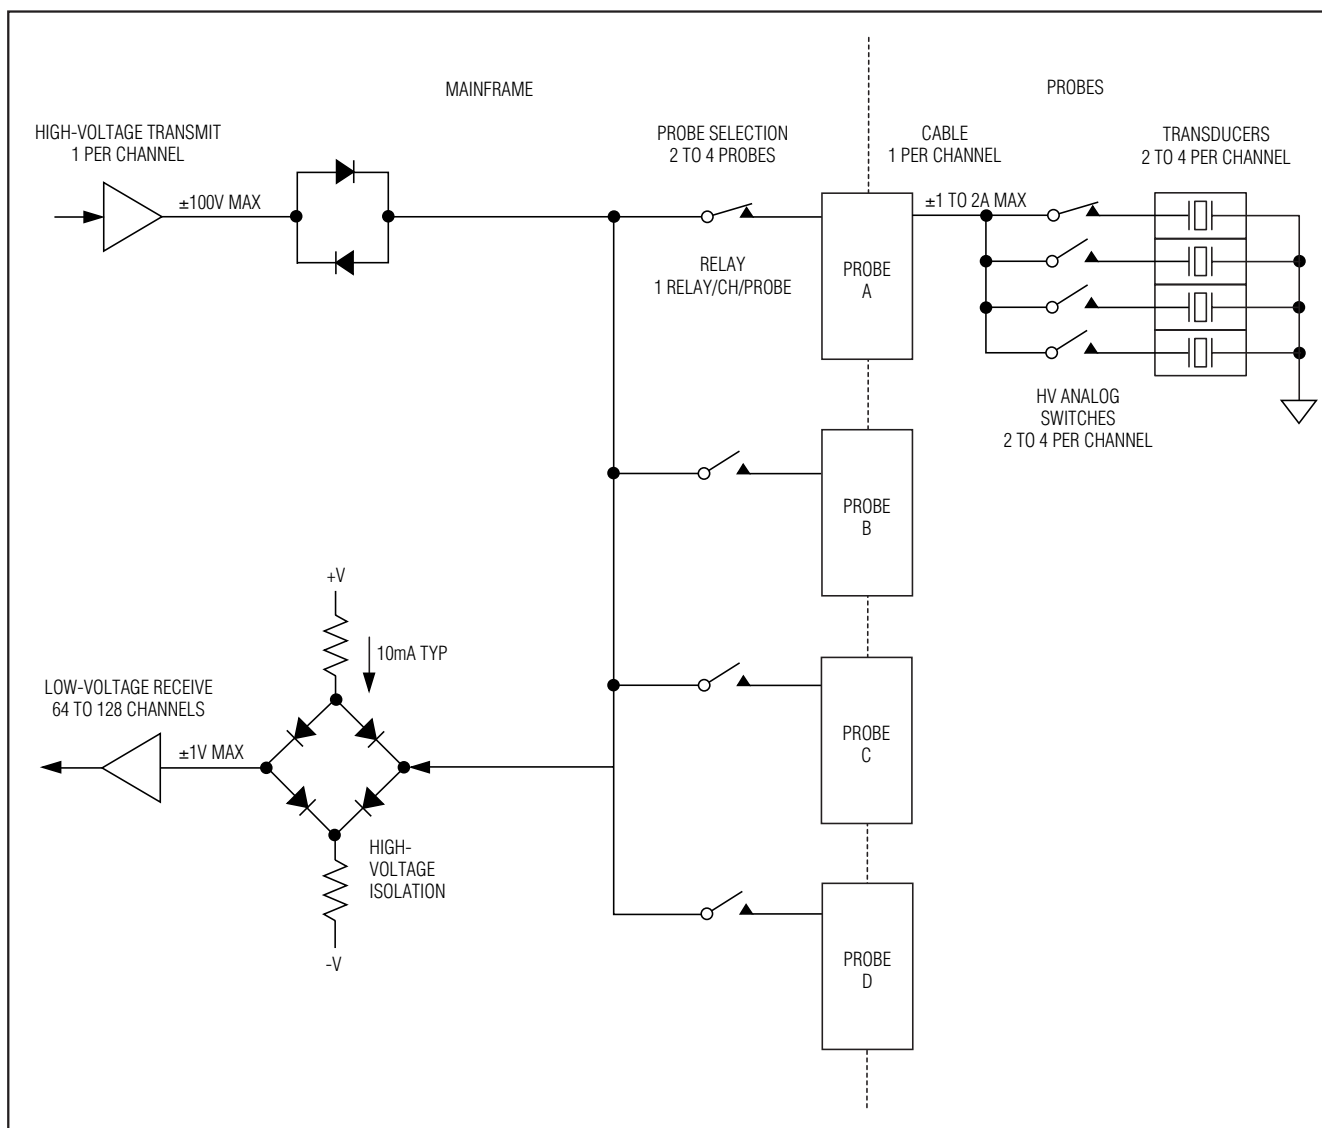 MAINFRAME
PROBES
HIGH-VOLTAGE TRANSMIT
1 PER CHANNEL
±100V MAX
PROBE SELECTION
2 TO 4 PROBES
CABLE
1 PER CHANNEL
TRANSDUCERS
2 TO 4 PER CHANNEL
±1 TO 2A MAX
RELAY
1 RELAY/CH/PROBE
PROBE
A
HV ANALOG
SWITCHES
2 TO 4 PER CHANNEL
PROBE
B
+V
10mA TYP
LOW-VOLTAGE RECEIVE
64 TO 128 CHANNELS
±1V MAX
PROBE
C
HIGH-
VOLTAGE
ISOLATION
-V
PROBE
D